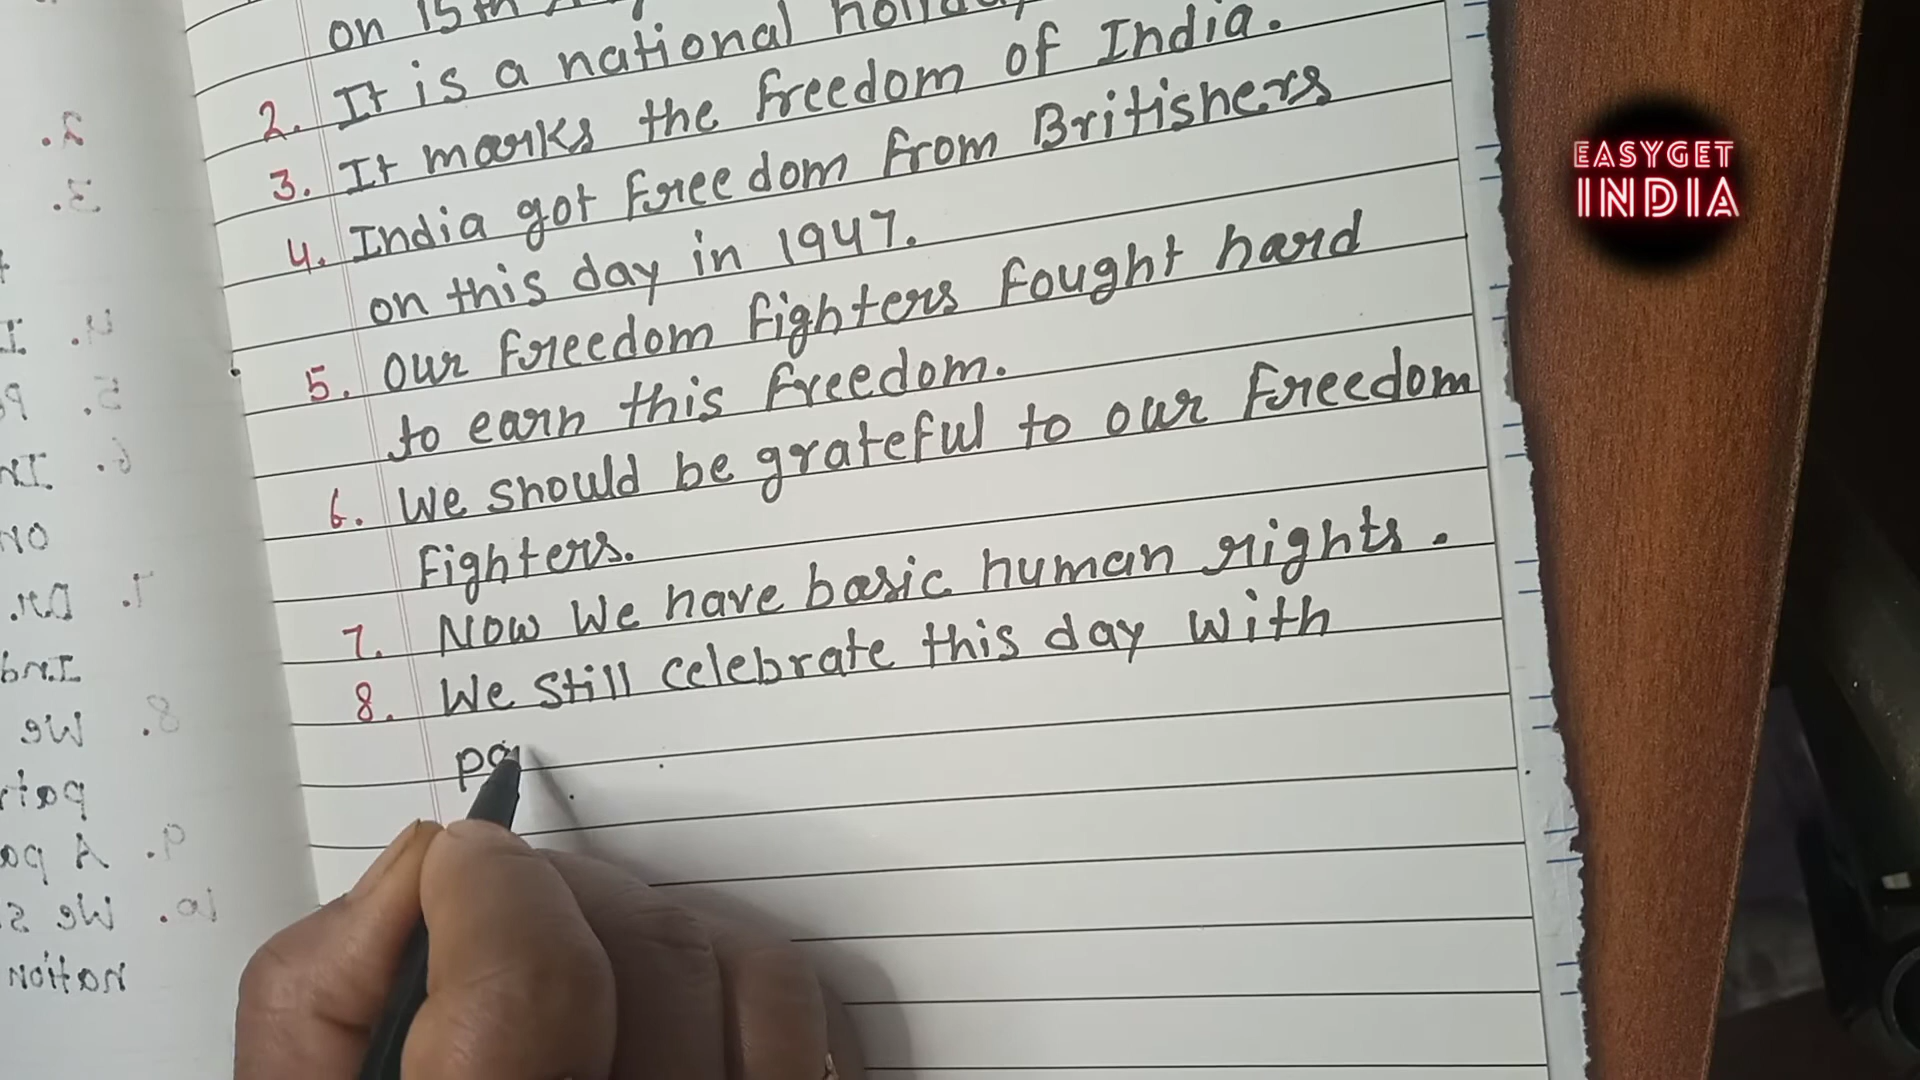 on 15th
2. It is a national holiday
3. It marks the freedom of India.
4. India got freedom from Britishers
on this day in 1947.
5. our freedom fighters fought hard
to earn this freedom.
6. We should be grateful to our freedom
fighters.
7. Now We have basic human rights.
8. We still celebrate this day with
pa
EASYGET
INDIA